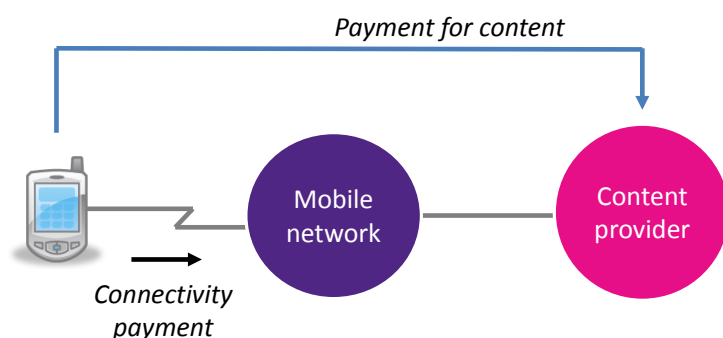 Payment for content
Mobile
network
Content
provider
Connectivity
payment